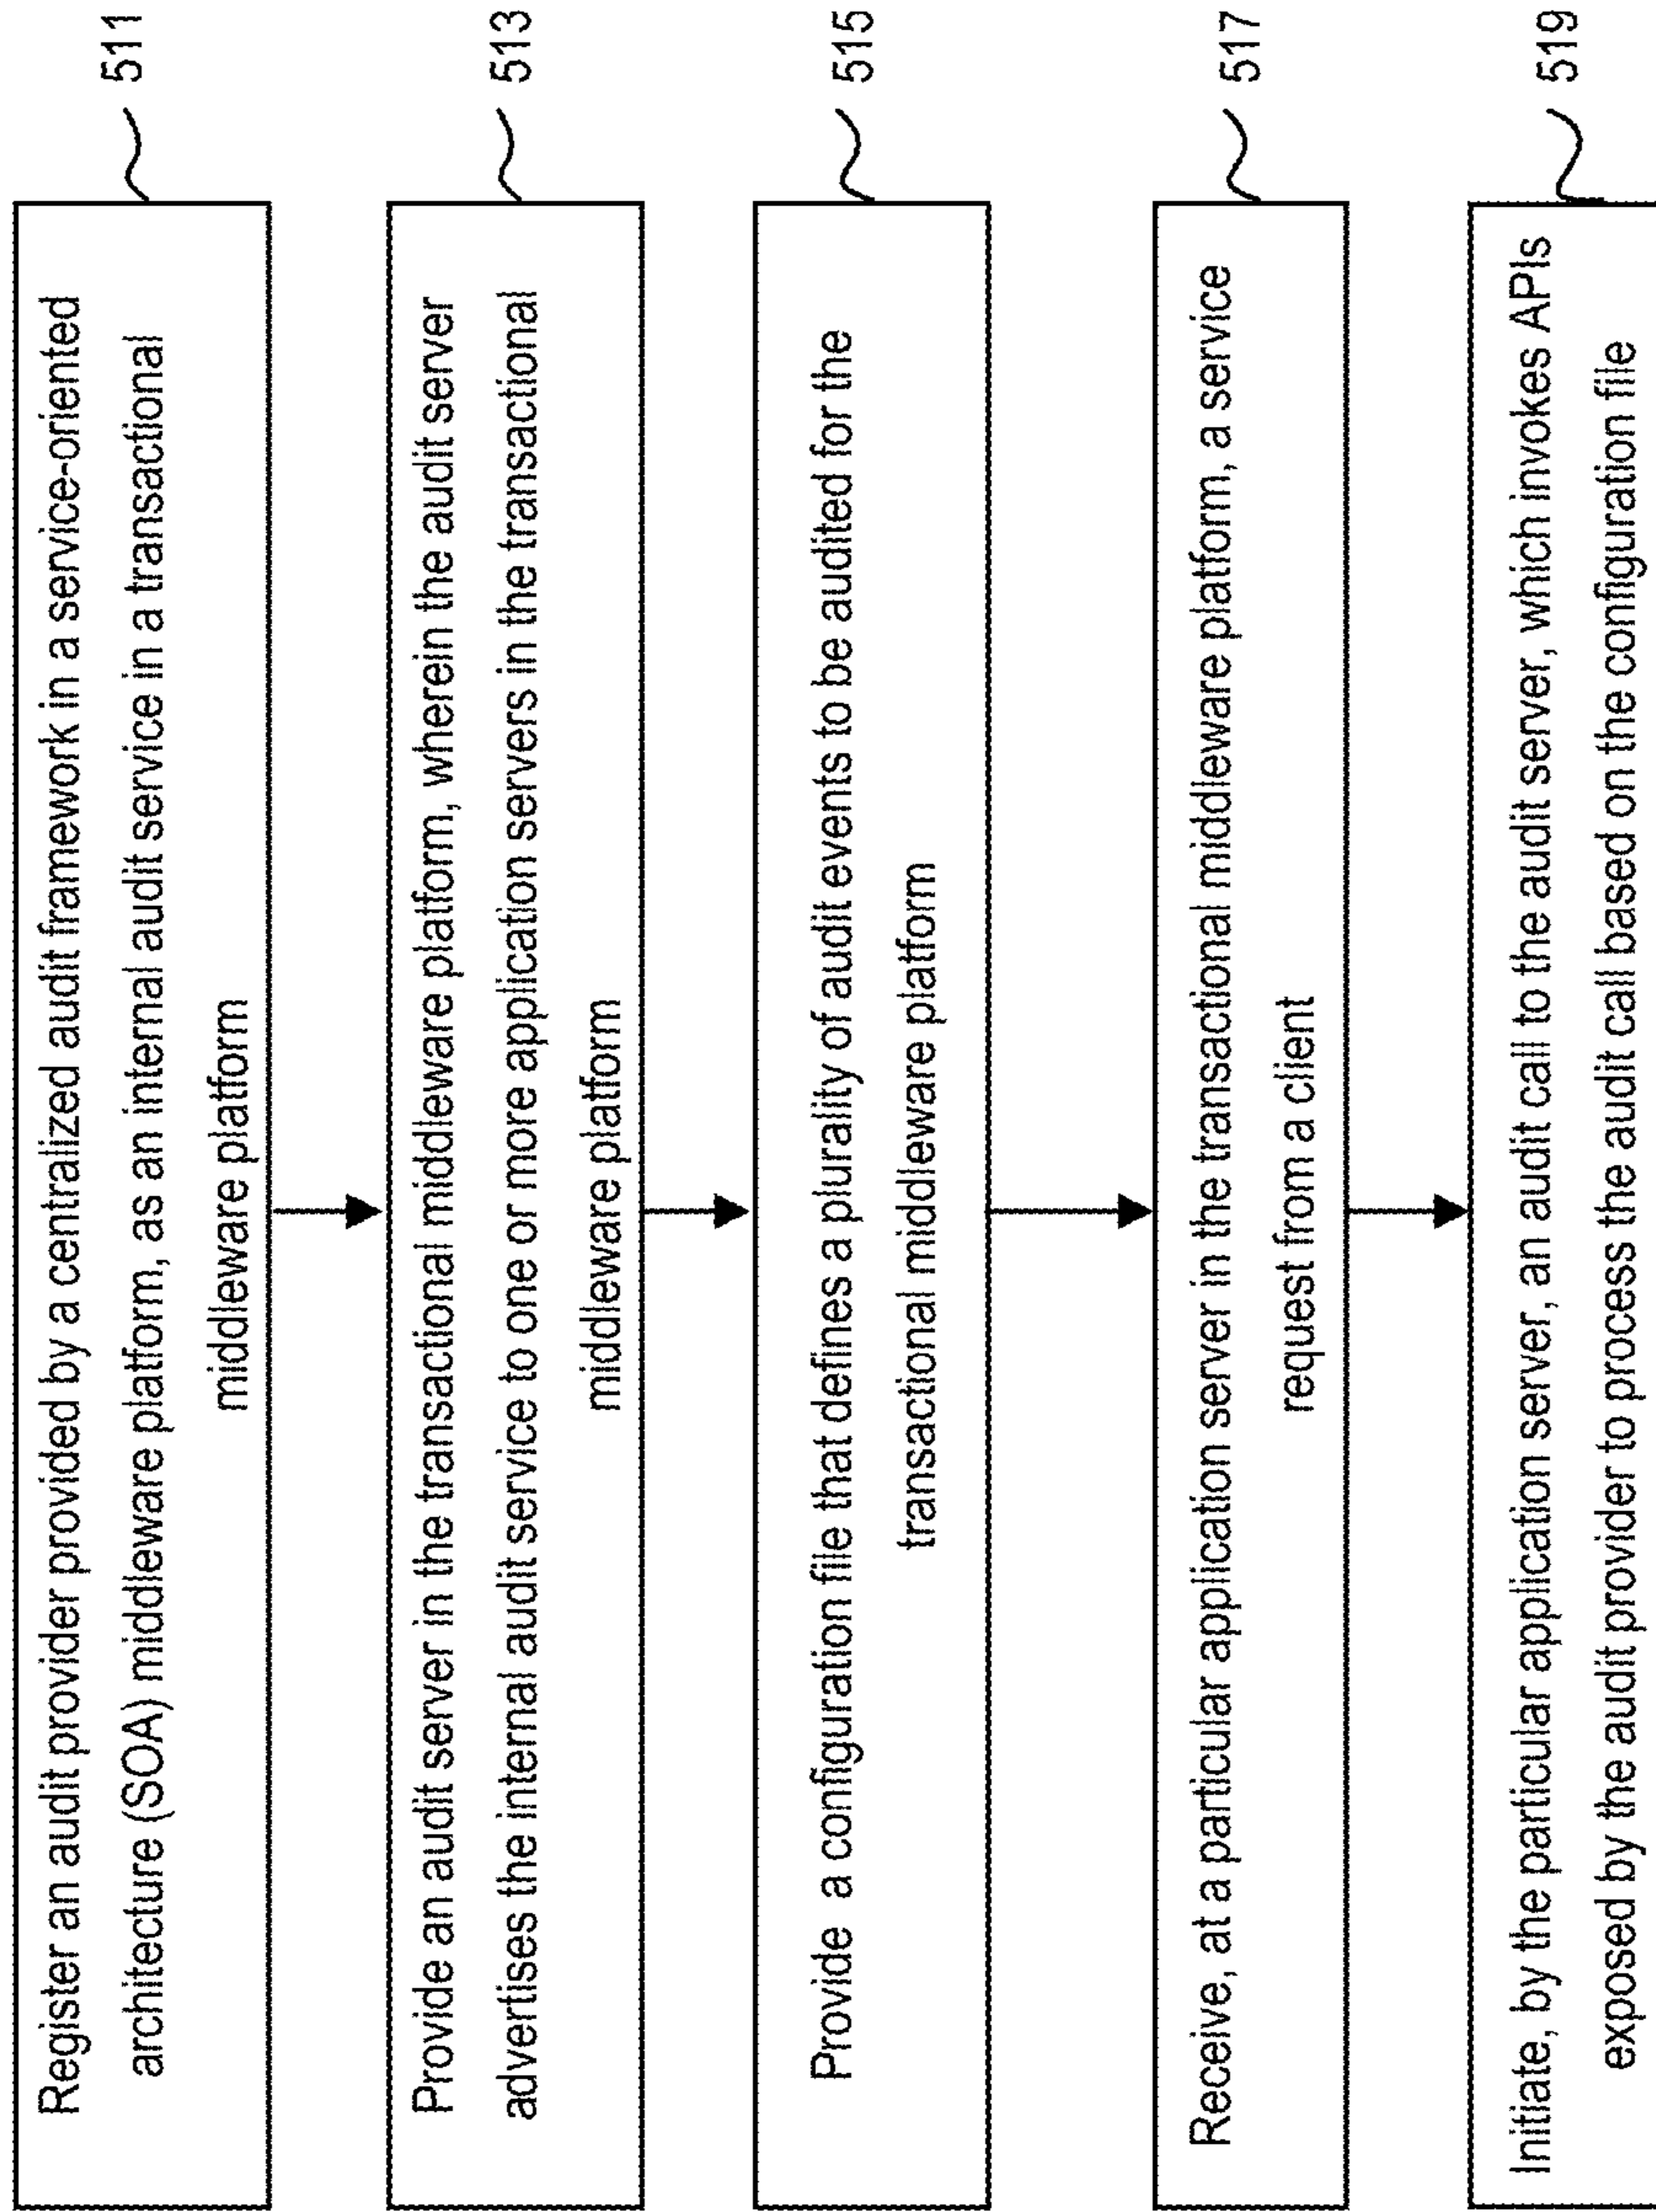 Register an audit provider provided by a centralized audit framework in a service-oriented
architecture (SOA) middleware platform, as an internal audit service in a transactional
middleware platform
511
Provide an audit server in the transactional middleware platform, wherein the audit server
advertises the internal audit service to one or more application servers in the transactional
middleware platform
513
Provide a configuration file that defines a plurality of audit events to be audited for the
transactional middleware platform
515
Receive, at a particular application server in the transactional middleware platform, a service
request from a client
517
Initiate, by the particular application server, an audit call to the audit server, which invokes APIs
exposed by the audit provider to process the audit call based on the configuration file
519